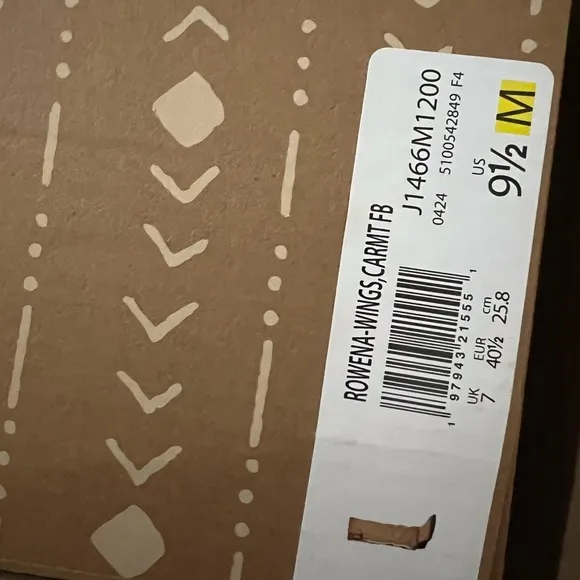 ROWENA-WINGS,CARMT FB
J1466M1200
0424 5100542849 F4
1 97943 21555 1
UK EUR cm US
7 40½ 25.8 9½ M